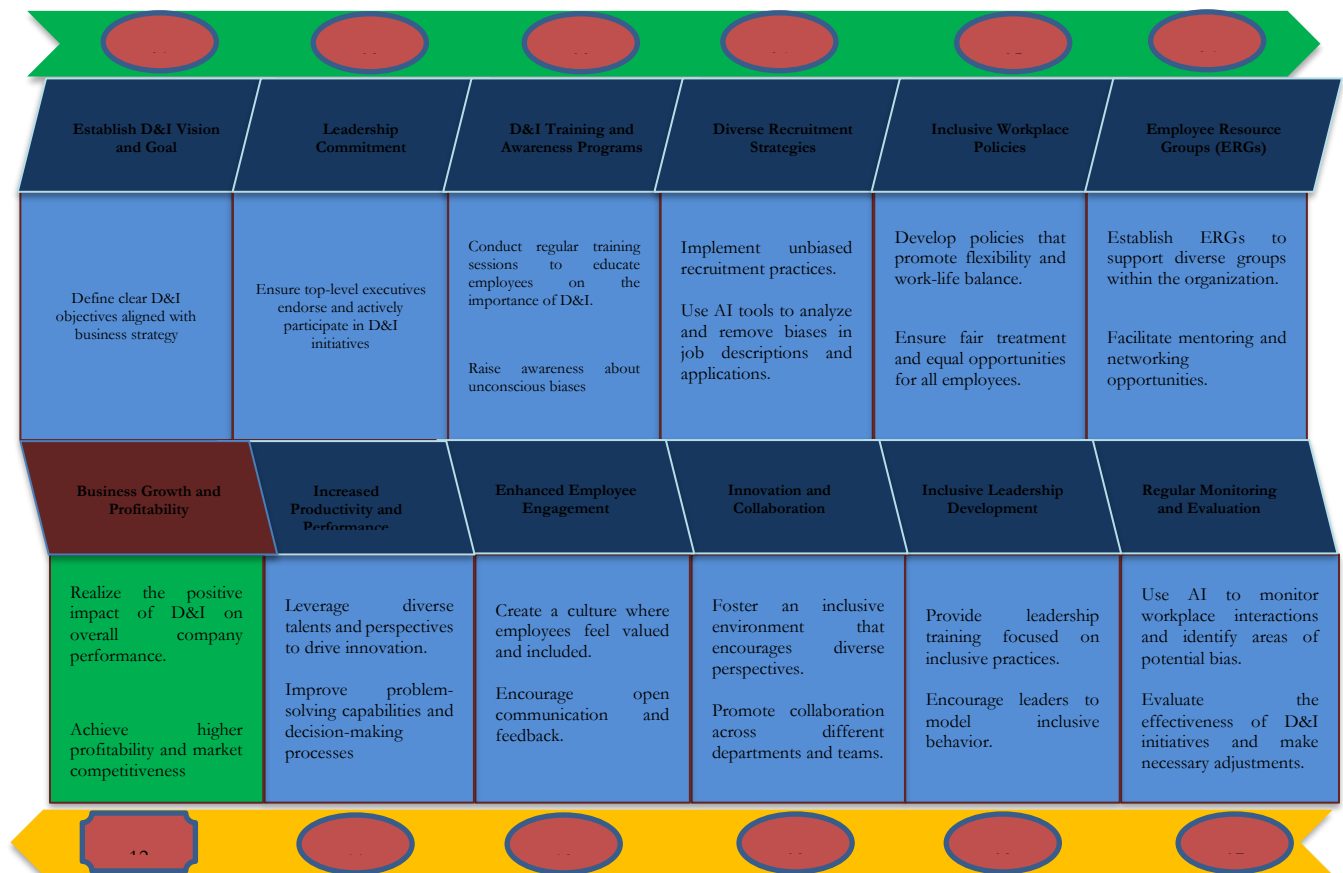 Establish D&I Vision
and Goal
Leadership
Commitment
D&I Training and
Awareness Programs
Diverse Recruitment
Strategies
Inclusive Workplace
Policies
Employee Resource
Groups (ERGs)
Define clear D&I
objectives aligned with
business strategy
Ensure top-level executives
endorse and actively
participate in D&I
initiatives
Conduct regular training
sessions to educate
employees on the
importance of D&I.
Raise awareness about
unconscious biases
Implement unbiased
recruitment practices.
Use AI tools to analyze
and remove biases in
job descriptions and
applications.
Develop policies that
promote flexibility and
work-life balance.
Ensure fair treatment
and equal opportunities
for all employees.
Establish ERGs to
support diverse groups
within the organization.
Facilitate mentoring and
networking
opportunities.
Business Growth and
Profitability
Increased
Productivity and
Performance
Enhanced Employee
Engagement
Innovation and
Collaboration
Inclusive Leadership
Development
Regular Monitoring
and Evaluation
Realize the positive
impact of D&I on
overall company
performance.
Achieve higher
profitability and market
competitiveness
Leverage diverse
talents and perspectives
to drive innovation.
Improve problem-
solving capabilities and
decision-making
processes
Create a culture where
employees feel valued
and included.
Encourage open
communication and
feedback.
Foster an inclusive
environment that
encourages diverse
perspectives.
Promote collaboration
across different
departments and teams.
Provide leadership
training focused on
inclusive practices.
Encourage leaders to
model inclusive
behavior.
Use AI to monitor
workplace interactions
and identify areas of
potential bias.
Evaluate the
effectiveness of D&I
initiatives and make
necessary adjustments.
12